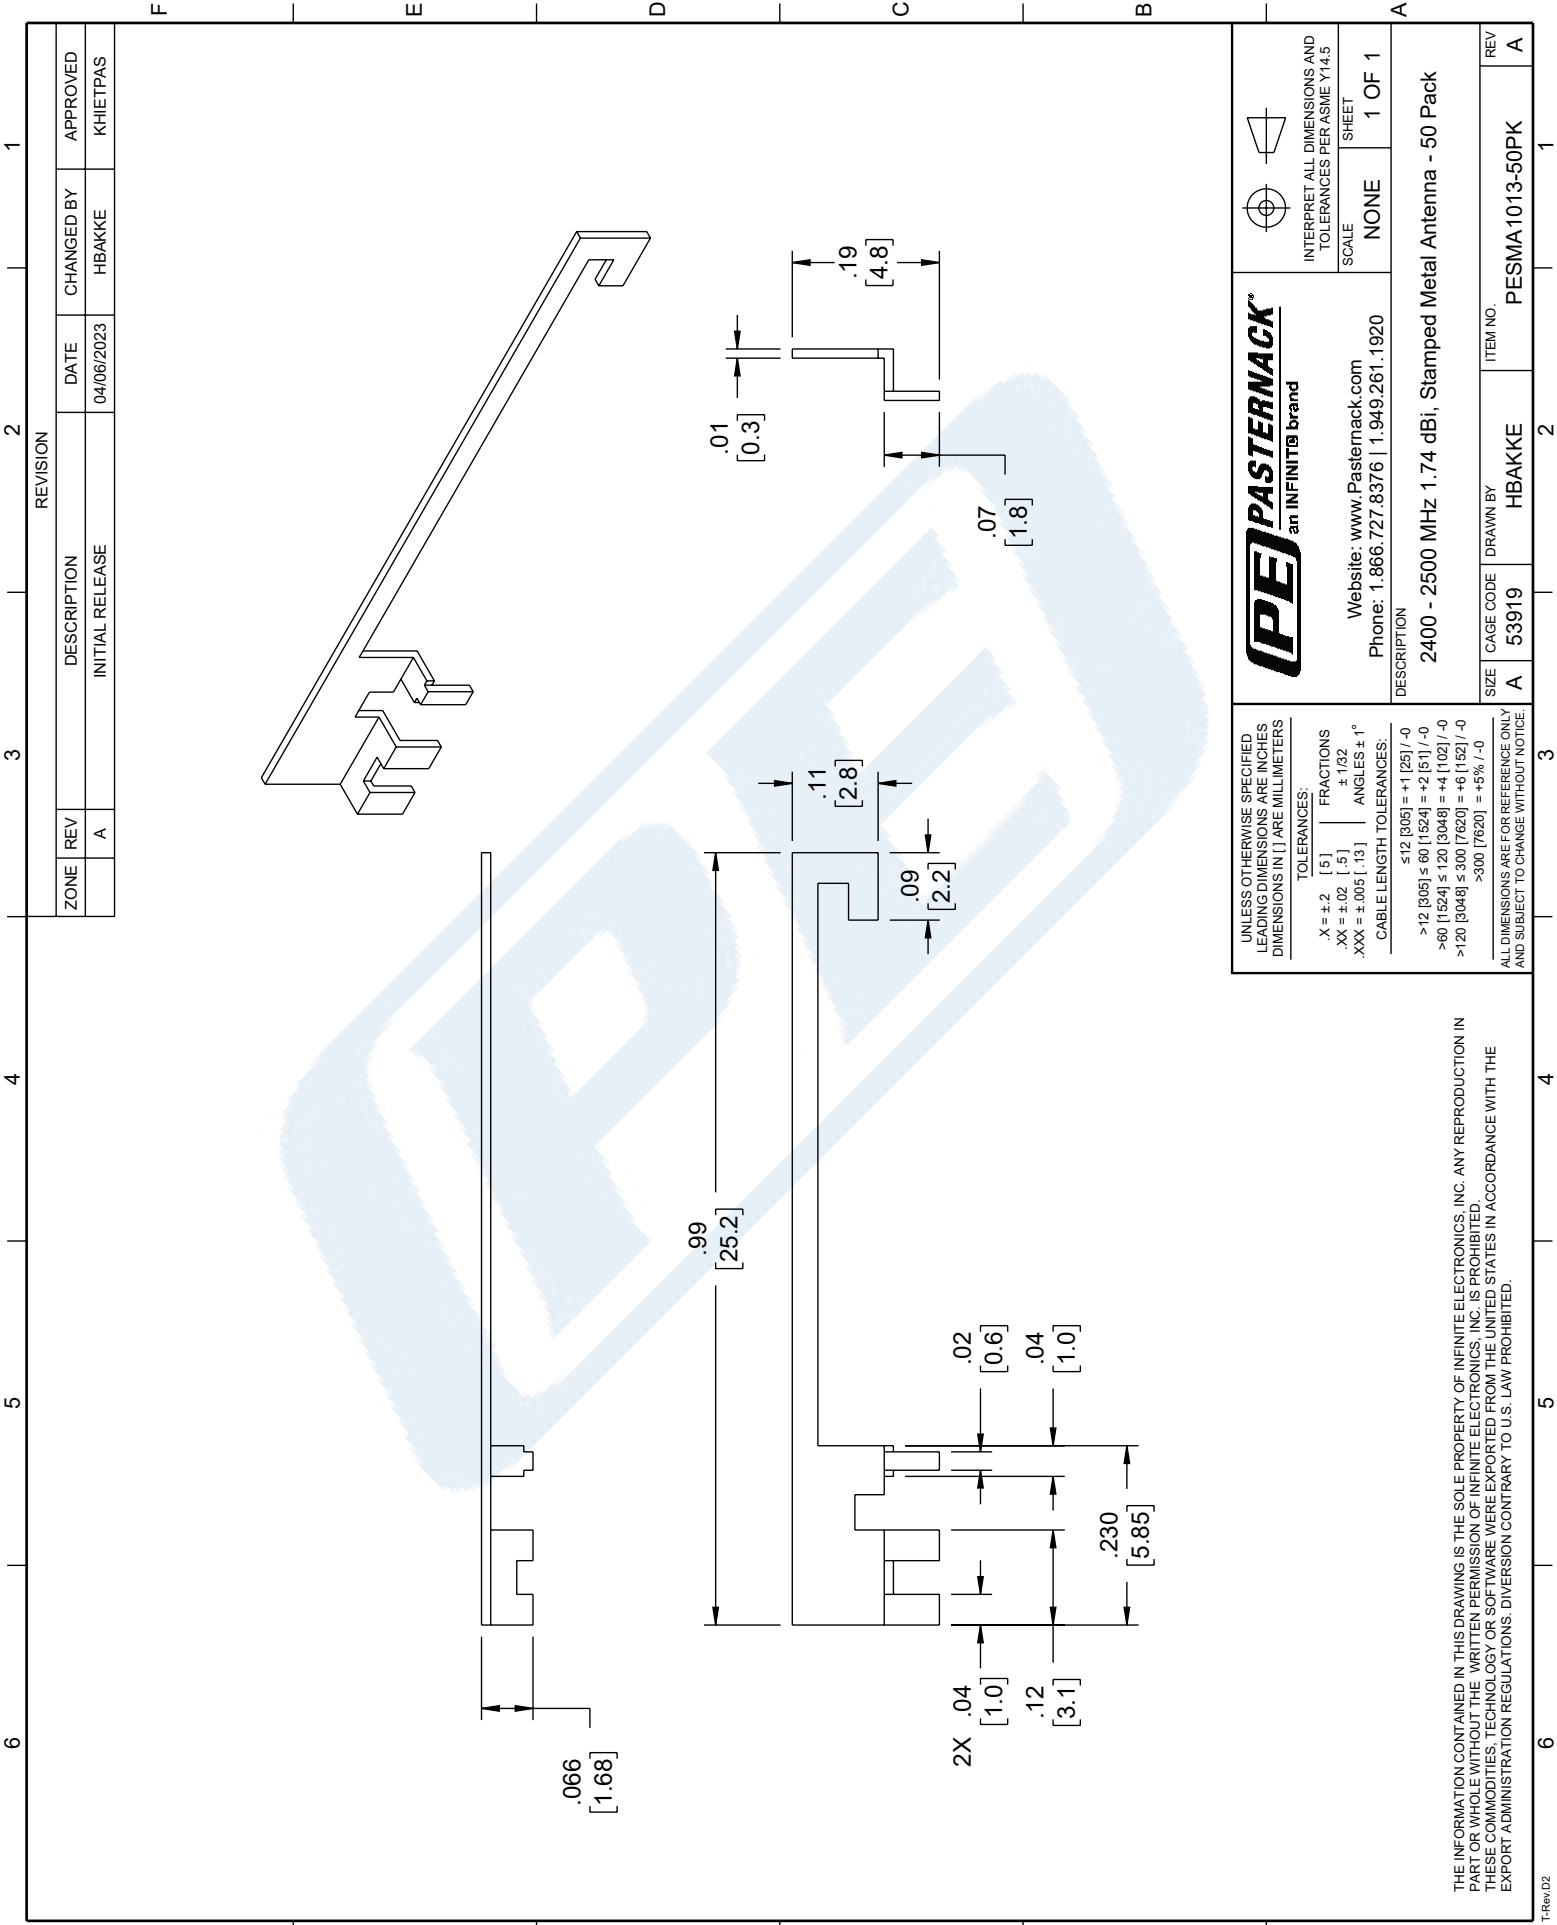 6
5
4
3
2
1
F
E
D
C
B
A
REVISION
ZONE REV DESCRIPTION DATE CHANGED BY APPROVED
A INITIAL RELEASE 04/06/2023 HBAKKE KHIETPAS
.066
[1.68]
.99
[25.2]
.01
[0.3]
.19
[4.8]
.07
[1.8]
.11
[2.8]
.09
[2.2]
.02
[0.6]
.04
[1.0]
2X .04
[1.0]
.12
[3.1]
.230
[5.85]
THE INFORMATION CONTAINED IN THIS DRAWING IS THE SOLE PROPERTY OF INFINITE ELECTRONICS, INC. ANY REPRODUCTION IN
PART OR WHOLE WITHOUT THE WRITTEN PERMISSION OF INFINITE ELECTRONICS, INC. IS PROHIBITED.
THESE COMMODITIES, TECHNOLOGY OR SOFTWARE WERE EXPORTED FROM THE UNITED STATES IN ACCORDANCE WITH THE
EXPORT ADMINISTRATION REGULATIONS. DIVERSION CONTRARY TO U.S. LAW PROHIBITED.
UNLESS OTHERWISE SPECIFIED
LEADING DIMENSIONS ARE INCHES
DIMENSIONS IN [ ] ARE MILLIMETERS
TOLERANCES:
.X = ±.2 [5] FRACTIONS
.XX = ±.02 [.5] ± 1/32
.XXX = ±.005 [.13] ANGLES ± 1°
CABLE LENGTH TOLERANCES:
≤12 [305] = +1 [25] / -0
>12 [305] ≤ 60 [1524] = +2 [51] / -0
>60 [1524] ≤ 120 [3048] = +4 [102] / -0
>120 [3048] ≤ 300 [7620] = +6 [152] / -0
>300 [7620] = +5% / -0
ALL DIMENSIONS ARE FOR REFERENCE ONLY
AND SUBJECT TO CHANGE WITHOUT NOTICE.
PE PASTERNACK®
an INFINITE brand
Website: www.Pasternack.com
Phone: 1.866.727.8376 | 1.949.261.1920
INTERPRET ALL DIMENSIONS AND
TOLERANCES PER ASME Y14.5
SCALE
NONE
SHEET
1 OF 1
DESCRIPTION
2400 - 2500 MHz 1.74 dBi, Stamped Metal Antenna - 50 Pack
SIZE
A
CAGE CODE
53919
DRAWN BY
HBAKKE
ITEM NO.
PESMA1013-50PK
REV
A
T-Rev.D2
6
5
4
3
2
1
PE